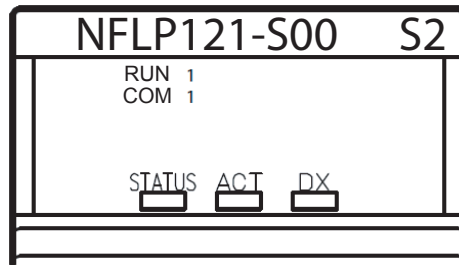 NFLP121-S00 S2
RUN 1
COM 1
STATUS ACT DX